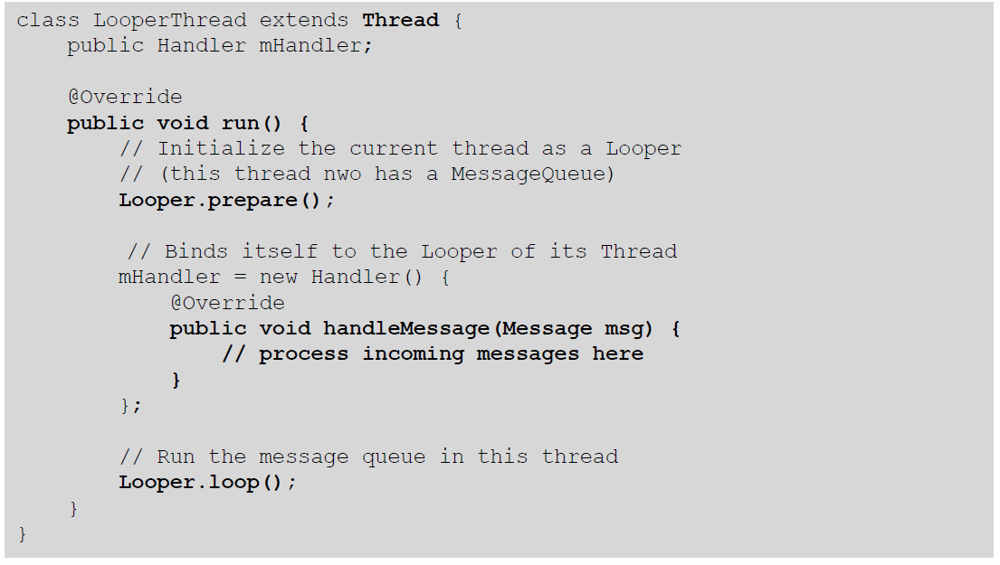 class LooperThread extends Thread {
    public Handler mHandler;

    @Override
    public void run() {
        // Initialize the current thread as a Looper
        // (this thread nwo has a MessageQueue)
        Looper.prepare();

         // Binds itself to the Looper of its Thread
        mHandler = new Handler() {
            @Override
            public void handleMessage(Message msg) {
                // process incoming messages here
            }
        };

        // Run the message queue in this thread
        Looper.loop();
    }
}